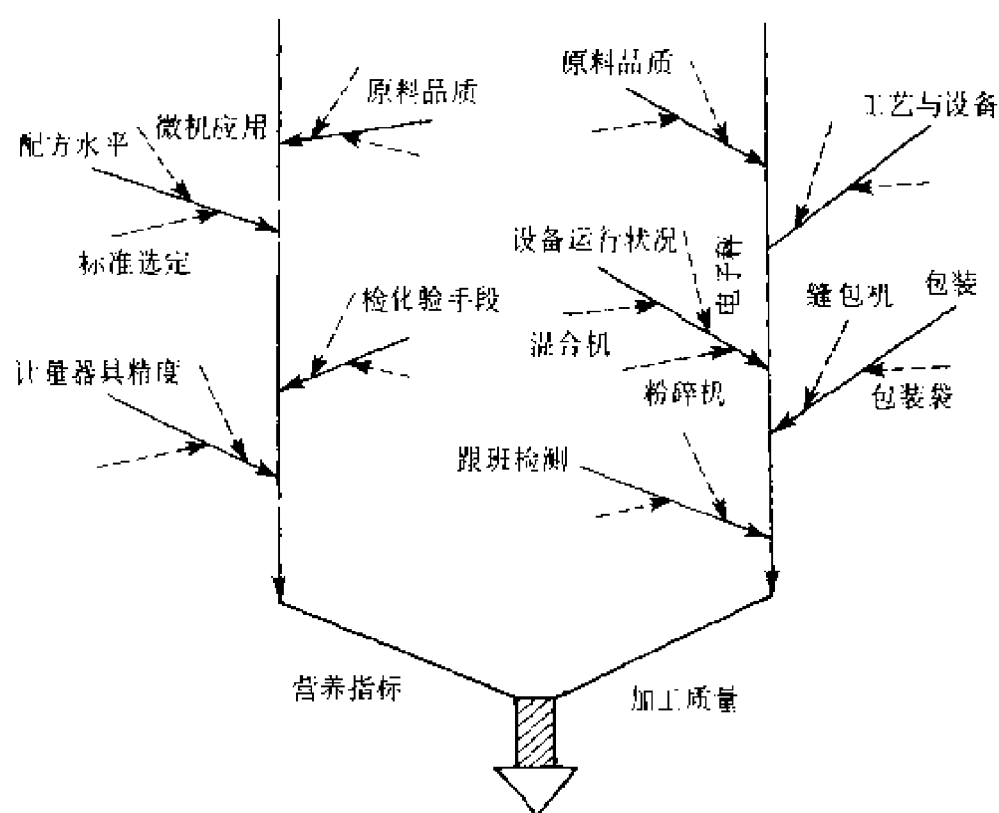 原料品质
原料品质
工艺与设备
微机应用
配方水平
设备运行状况
电子秤
标准选定
检化验手段
缝包机
包装
混合机
计量器具精度
粉碎机
包装袋
跟班检测
营养指标
加工质量